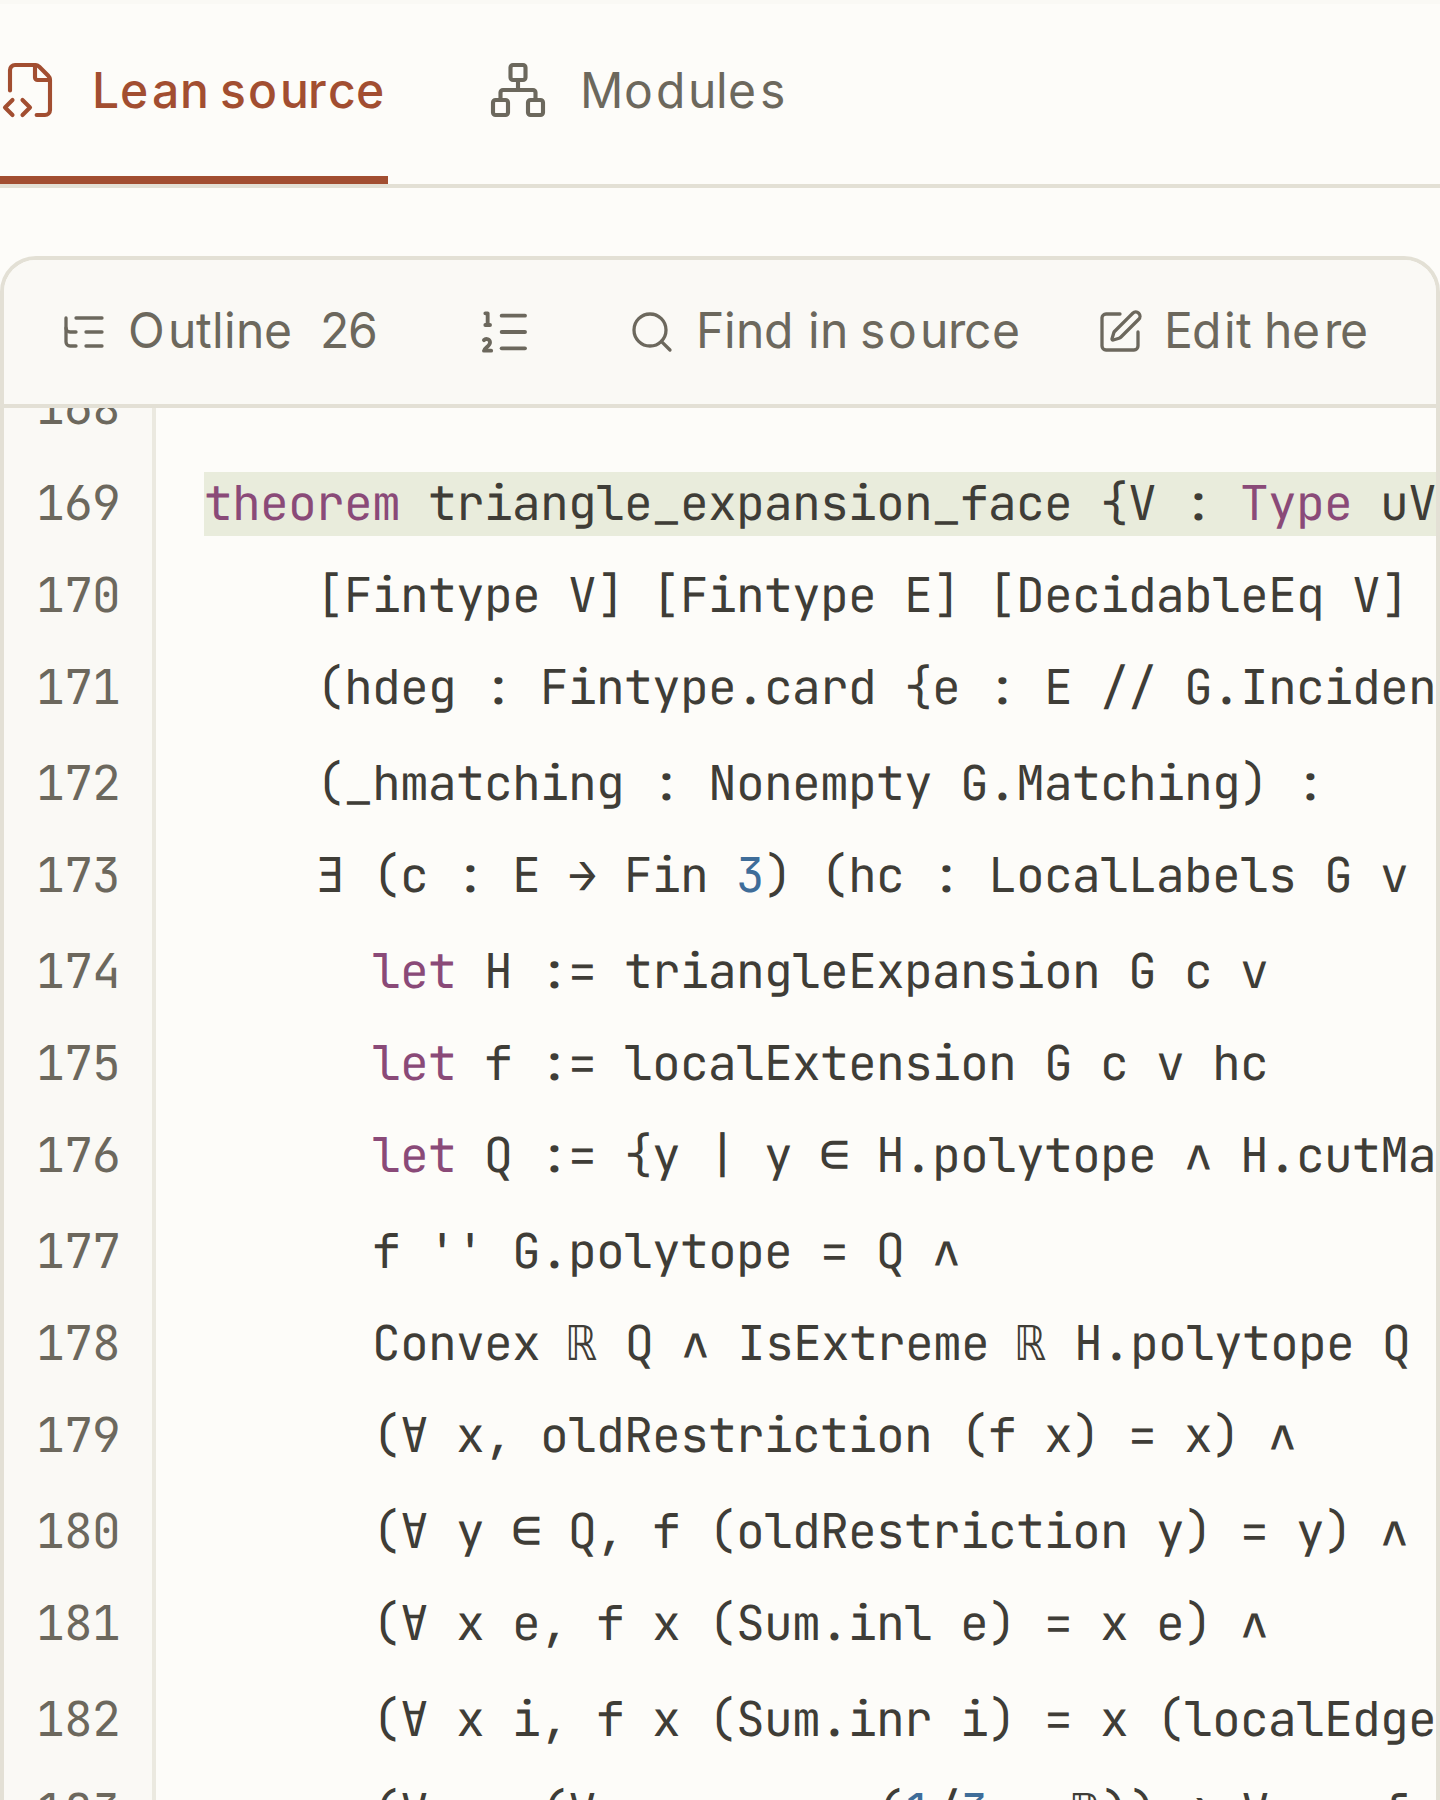 Lean source Modules
Outline 26 Find in source Edit here
168
169 theorem triangle_expansion_face {V : Type uV
170 [Fintype V] [Fintype E] [DecidableEq V]
171 (hdeg : Fintype.card {e : E // G.Inciden
172 (_hmatching : Nonempty G.Matching) :
173 ∃ (c : E → Fin 3) (hc : LocalLabels G v
174 let H := triangleExpansion G c v
175 let f := localExtension G c v hc
176 let Q := {y | y ∈ H.polytope ∧ H.cutMa
177 f '' G.polytope = Q ∧
178 Convex ℝ Q ∧ IsExtreme ℝ H.polytope Q
179 (∀ x, oldRestriction (f x) = x) ∧
180 (∀ y ∈ Q, f (oldRestriction y) = y) ∧
181 (∀ x e, f x (Sum.inl e) = x e) ∧
182 (∀ x i, f x (Sum.inr i) = x (localEdge